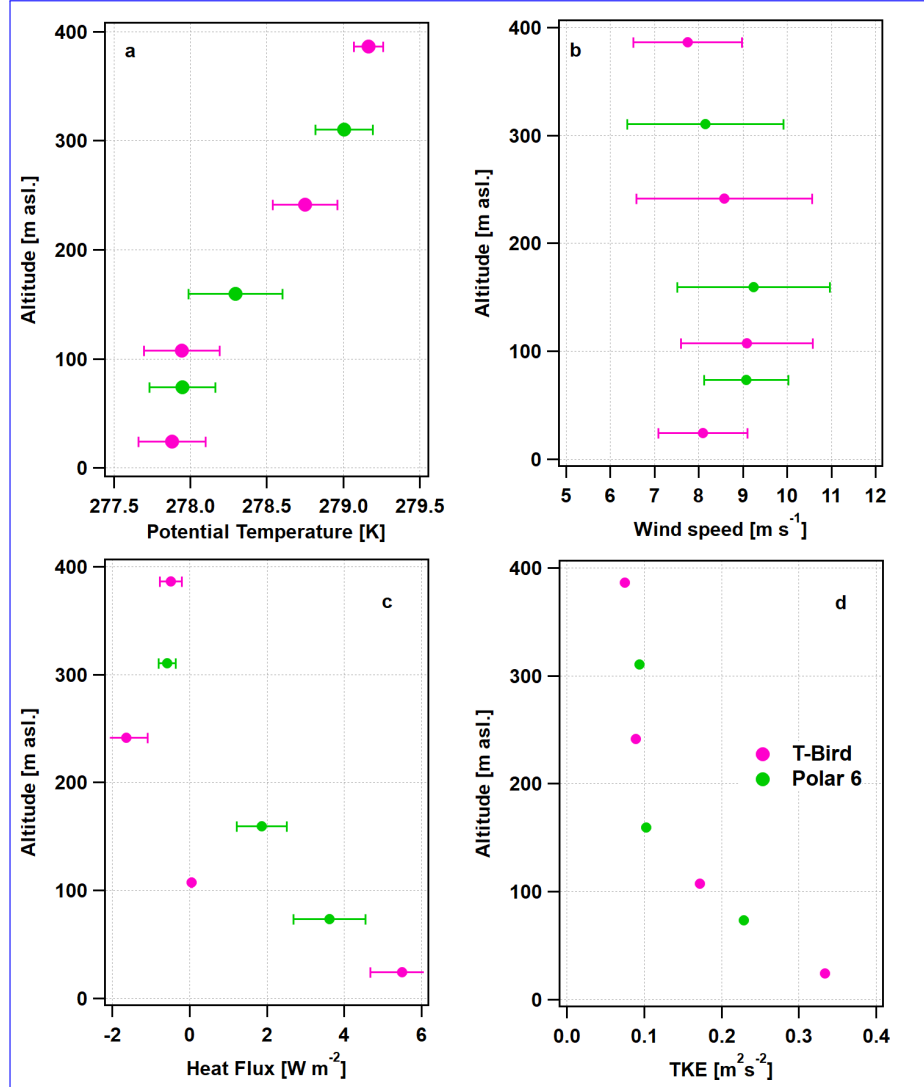 a
400
300
200
100
0
Altitude [m asl.]
277.5 278.0 278.5 279.0 279.5
Potential Temperature [K]
b
400
300
200
100
0
Altitude [m asl.]
5 6 7 8 9 10 11 12
Wind speed [m s⁻¹]
c
400
300
200
100
0
Altitude [m asl.]
-2 0 2 4 6
Heat Flux [W m⁻²]
d
400
300
200
100
0
Altitude [m asl.]
T-Bird
Polar 6
0.0 0.1 0.2 0.3 0.4
TKE [m²s⁻²]